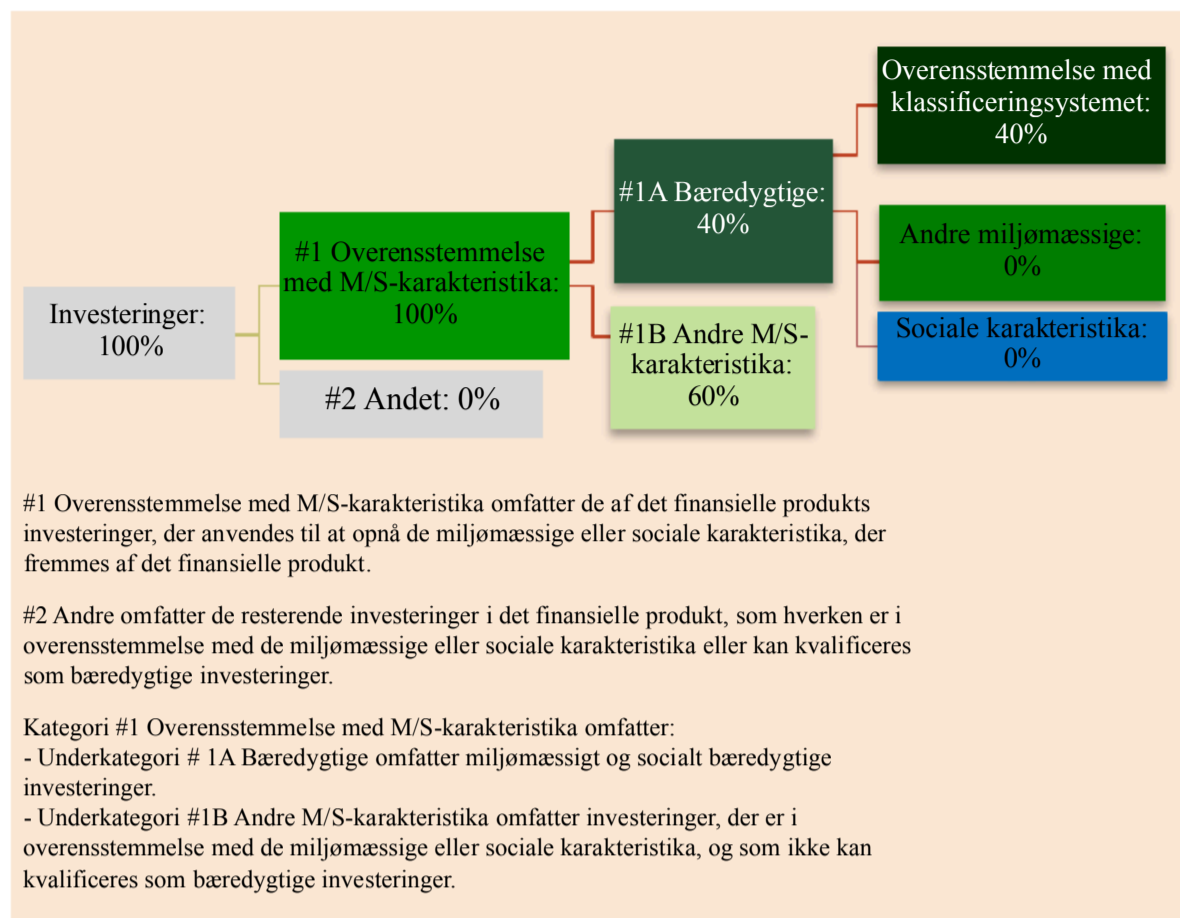 Investeringer:
100%
#1 Overensstemmelse
med M/S-karakteristika:
100%
#2 Andet: 0%
#1A Bæredygtige:
40%
#1B Andre M/S-
karakteristika:
60%
Overensstemmelse med
klassificeringsystemet:
40%
Andre miljømæssige:
0%
Sociale karakteristika:
0%
#1 Overensstemmelse med M/S-karakteristika omfatter de af det finansielle produkts
investeringer, der anvendes til at opnå de miljømæssige eller sociale karakteristika, der
fremmes af det finansielle produkt.
#2 Andre omfatter de resterende investeringer i det finansielle produkt, som hverken er i
overensstemmelse med de miljømæssige eller sociale karakteristika eller kan kvalificeres
som bæredygtige investeringer.
Kategori #1 Overensstemmelse med M/S-karakteristika omfatter:
- Underkategori # 1A Bæredygtige omfatter miljømæssigt og socialt bæredygtige
investeringer.
- Underkategori #1B Andre M/S-karakteristika omfatter investeringer, der er i
overensstemmelse med de miljømæssige eller sociale karakteristika, og som ikke kan
kvalificeres som bæredygtige investeringer.